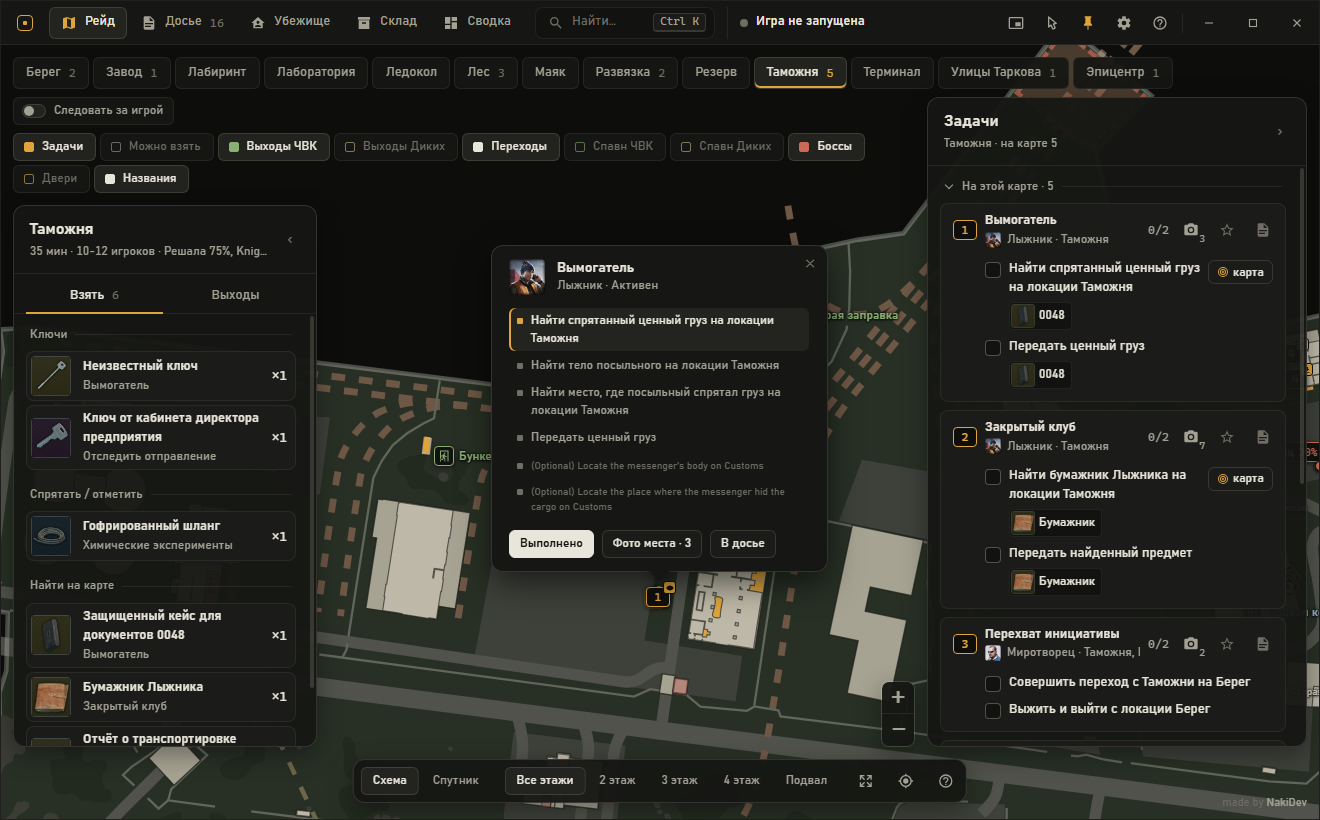 Рейд
Досье 16
Убежище
Склад
Сводка
Найти...
Ctrl K
Игра не запущена
Берег 2
Завод 1
Лабиринт
Лаборатория
Ледокол
Лес 3
Маяк
Развязка 2
Резерв
Таможня 5
Терминал
Улицы Таркова 1
Эпицентр 1
Следовать за игрой
Задачи
Можно взять
Выходы ЧВК
Выходы Диких
Переходы
Спавн ЧВК
Спавн Диких
Боссы
Двери
Названия
Таможня
35 мин · 10-12 игроков · Решала 75%, Knig...
Взять 6
Выходы
Ключи
Неизвестный ключ
Вымогатель
×1
Ключ от кабинета директора
предприятия
Отследить отправление
×1
Спрятать / отметить
Гофрированный шланг
Химические эксперименты
×1
Найти на карте
Защищенный кейс для
документов 0048
Вымогатель
×1
Бумажник Лыжника
Закрытый клуб
×1
Отчёт о транспортировке
Вымогатель
Лыжник · Активен
Найти спрятанный ценный груз на локации
Таможня
Найти тело посыльного на локации Таможня
Найти место, где посыльный спрятал груз на
локации Таможня
Передать ценный груз
(Optional) Locate the messenger's body on Customs
(Optional) Locate the place where the messenger hid the
cargo on Customs
Выполнено
Фото места · 3
В досье
рая заправка
Бунке
1
Задачи
Таможня · на карте 5
На этой карте · 5
1
Вымогатель
Лыжник · Таможня
0/2
3
Найти спрятанный ценный груз
на локации Таможня
карта
0048
Передать ценный груз
0048
2
Закрытый клуб
Лыжник · Таможня
0/2
7
Найти бумажник Лыжника на
локации Таможня
карта
Бумажник
Передать найденный предмет
Бумажник
3
Перехват инициативы
Миротворец · Таможня,
0/2
2
Совершить переход с Таможни на Берег
Выжить и выйти с локации Берег
+
−
Схема
Спутник
Все этажи
2 этаж
3 этаж
4 этаж
Подвал
made by NakiDev